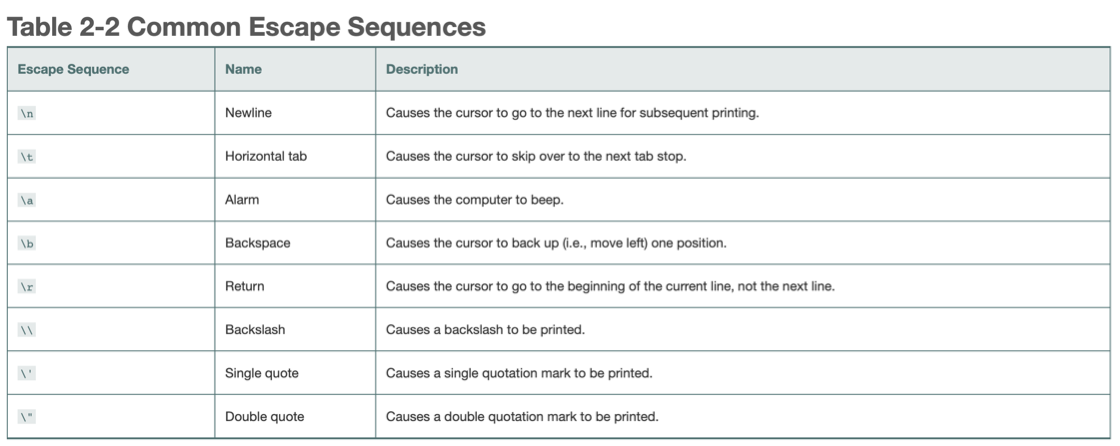 Table 2-2 Common Escape Sequences
Escape Sequence Name Description
\n Newline Causes the cursor to go to the next line for subsequent printing.
\t Horizontal tab Causes the cursor to skip over to the next tab stop.
\a Alarm Causes the computer to beep.
\b Backspace Causes the cursor to back up (i.e., move left) one position.
\r Return Causes the cursor to go to the beginning of the current line, not the next line.
\\ Backslash Causes a backslash to be printed.
\' Single quote Causes a single quotation mark to be printed.
\" Double quote Causes a double quotation mark to be printed.